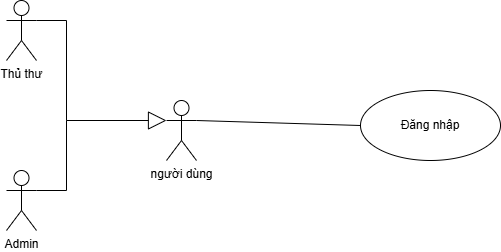 Thủ thư
người dùng
Đăng nhập
Admin